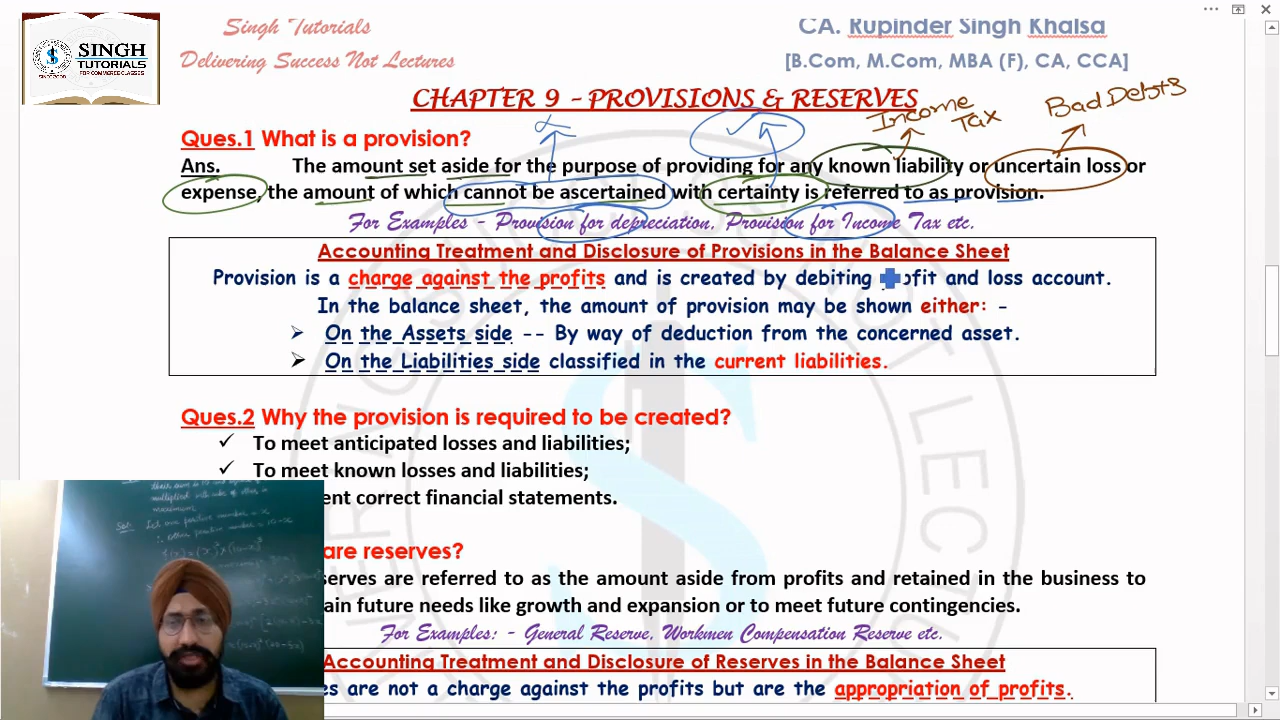 Singh Tutorials
CA. Rupinder Singh Khalsa
Delivering Success Not Lectures
[B.Com, M.Com, MBA (F), CA, CCA]
SINGH
TUTORIALS
FOR COMMERCE CLASSES
CHAPTER 9 – PROVISIONS & RESERVES
Income Tax
Bad Debts
Ques.1 What is a provision?
Ans. The amount set aside for the purpose of providing for any known liability or uncertain loss or
expense, the amount of which cannot be ascertained with certainty is referred to as provision.
For Examples - Provision for depreciation, Provision for Income Tax etc.
Accounting Treatment and Disclosure of Provisions in the Balance Sheet
Provision is a charge against the profits and is created by debiting profit and loss account.
In the balance sheet, the amount of provision may be shown either: -
On the Assets side -- By way of deduction from the concerned asset.
On the Liabilities side classified in the current liabilities.
Ques.2 Why the provision is required to be created?
To meet anticipated losses and liabilities;
To meet known losses and liabilities;
ent correct financial statements.
are reserves?
serves are referred to as the amount aside from profits and retained in the business to
ain future needs like growth and expansion or to meet future contingencies.
For Examples: - General Reserve, Workmen Compensation Reserve etc.
Accounting Treatment and Disclosure of Reserves in the Balance Sheet
es are not a charge against the profits but are the appropriation of profits.